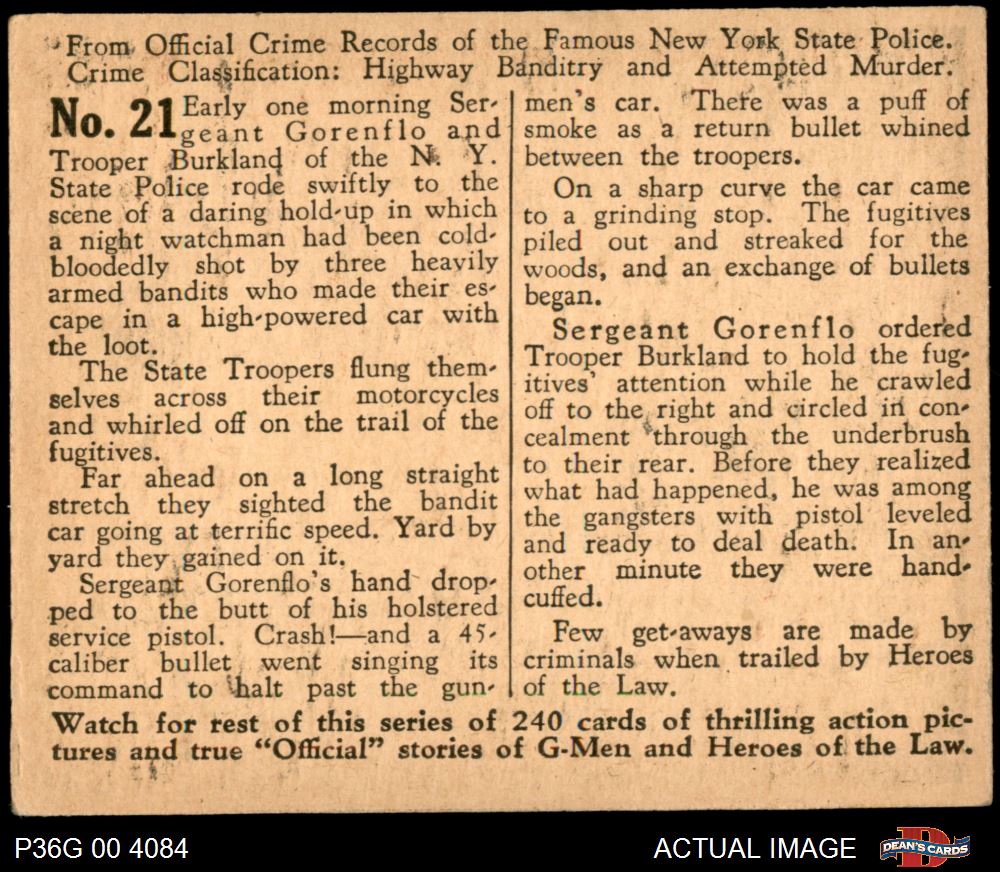 From Official Crime Records of the Famous New York State Police.
Crime Classification: Highway Banditry and Attempted Murder.
No. 21 Early one morning Ser-
geant Gorenflo and
Trooper Burkland of the N. Y.
State Police rode swiftly to the
scene of a daring hold-up in which
a night watchman had been cold-
bloodedly shot by three heavily
armed bandits who made their es-
cape in a high-powered car with
the loot.
The State Troopers flung them-
selves across their motorcycles
and whirled off on the trail of the
fugitives.
Far ahead on a long straight
stretch they sighted the bandit
car going at terrific speed. Yard by
yard they gained on it.
Sergeant Gorenflo's hand drop-
ped to the butt of his holstered
service pistol. Crash!—and a 45-
caliber bullet went singing its
command to halt past the gun-
men's car. There was a puff of
smoke as a return bullet whined
between the troopers.
On a sharp curve the car came
to a grinding stop. The fugitives
piled out and streaked for the
woods, and an exchange of bullets
began.
Sergeant Gorenflo ordered
Trooper Burkland to hold the fug-
itives' attention while he crawled
off to the right and circled in con-
cealment through the underbrush
to their rear. Before they realized
what had happened, he was among
the gangsters with pistol leveled
and ready to deal death. In an-
other minute they were hand-
cuffed.
Few get-aways are made by
criminals when trailed by Heroes
of the Law.
Watch for rest of this series of 240 cards of thrilling action pic-
tures and true "Official" stories of G-Men and Heroes of the Law.
P36G 00 4084
ACTUAL IMAGE
D
DEAN'S CARDS